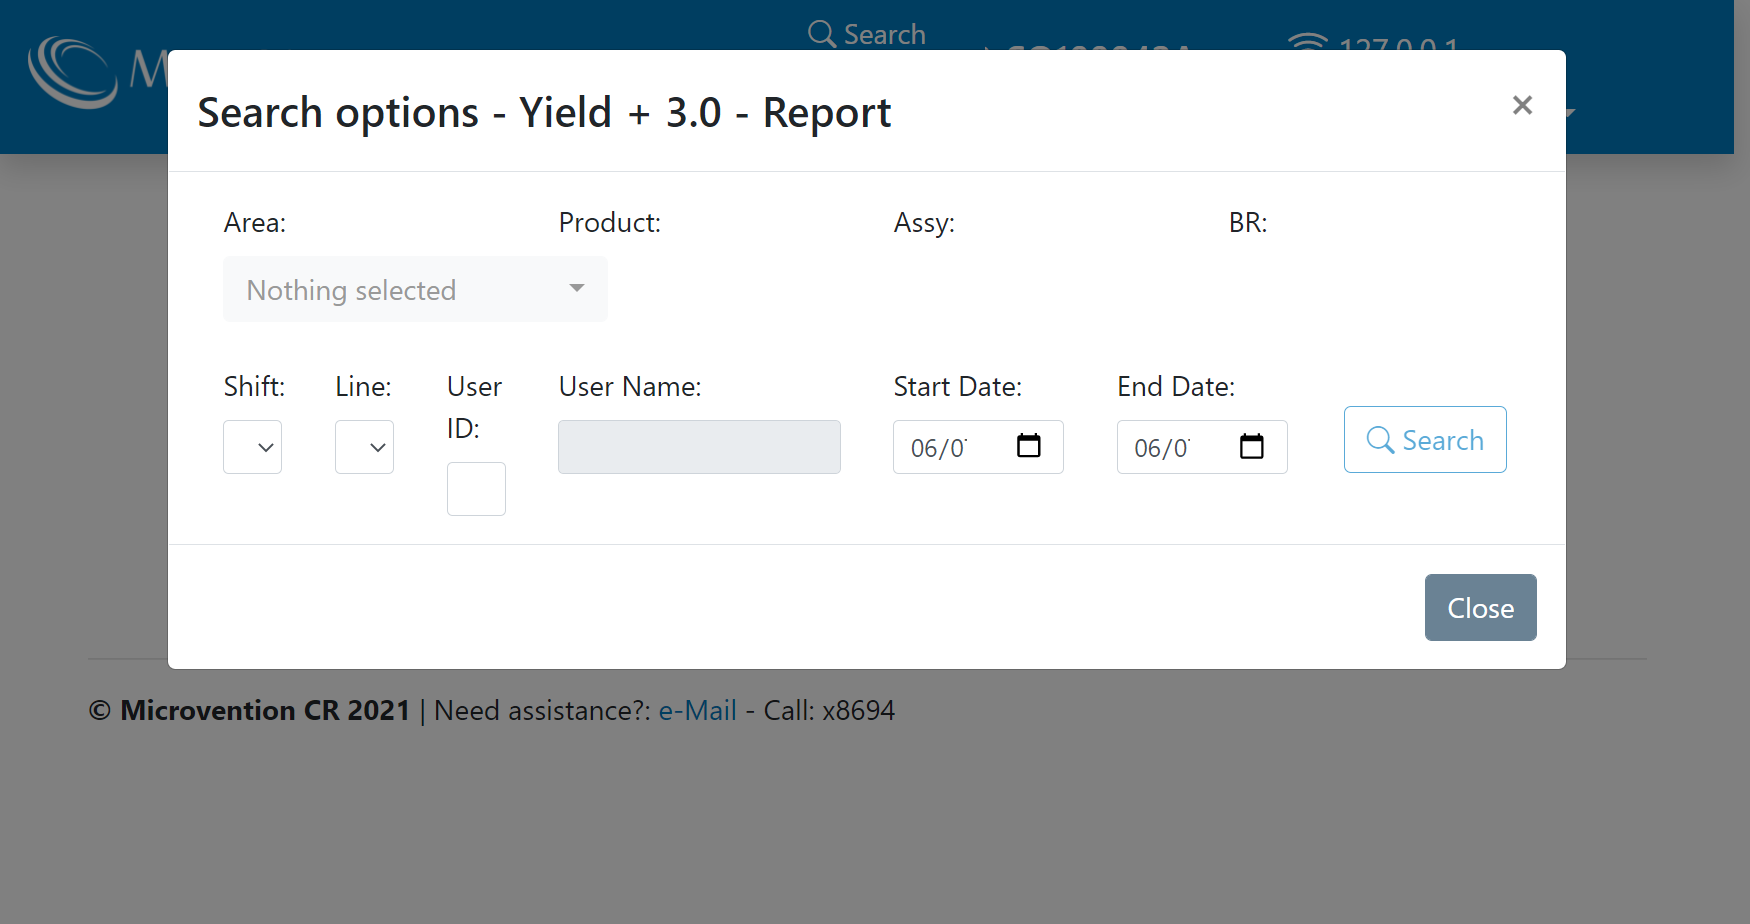 Search
127.0.0.1
Search options - Yield + 3.0 - Report
Area: Product: Assy: BR:
Nothing selected
Shift: Line: User ID: User Name: Start Date: End Date:
06/0 06/0
Search
Close
© Microvention CR 2021 | Need assistance?: e-Mail - Call: x8694